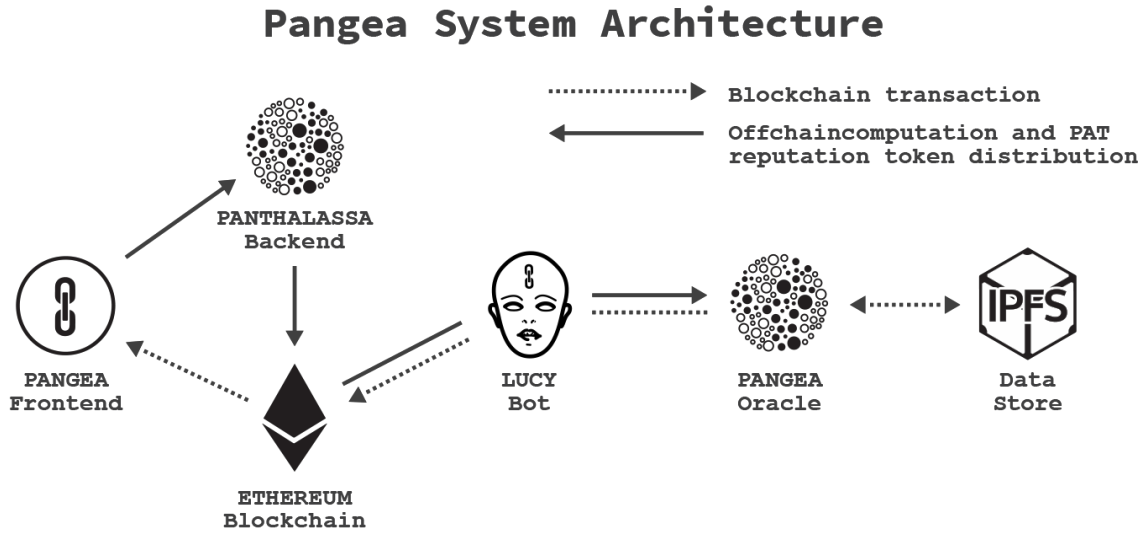 Pangea System Architecture
Blockchain transaction
Offchaincomputation and PAT
reputation token distribution
PANTHALASSA
Backend
PANGEA
Frontend
ETHEREUM
Blockchain
LUCY
Bot
PANGEA
Oracle
IPFS
Data
Store